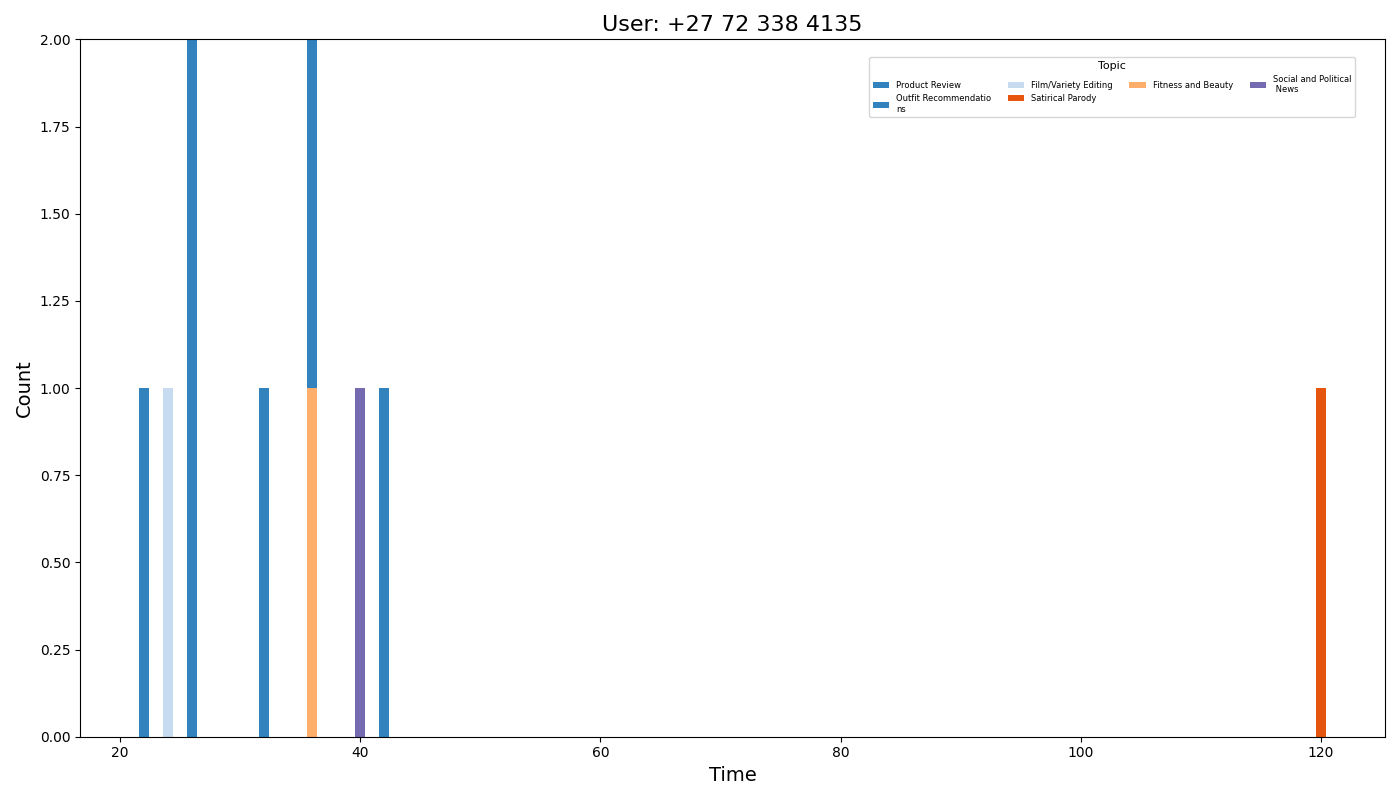 User: +27 72 338 4135
2.00
1.75
1.50
1.25
1.00
0.75
0.50
0.25
0.00
Count
Topic
Product Review
Outfit Recommendatio
ns
Film/Variety Editing
Satirical Parody
Fitness and Beauty
Social and Political
News
20 40 60 80 100 120
Time